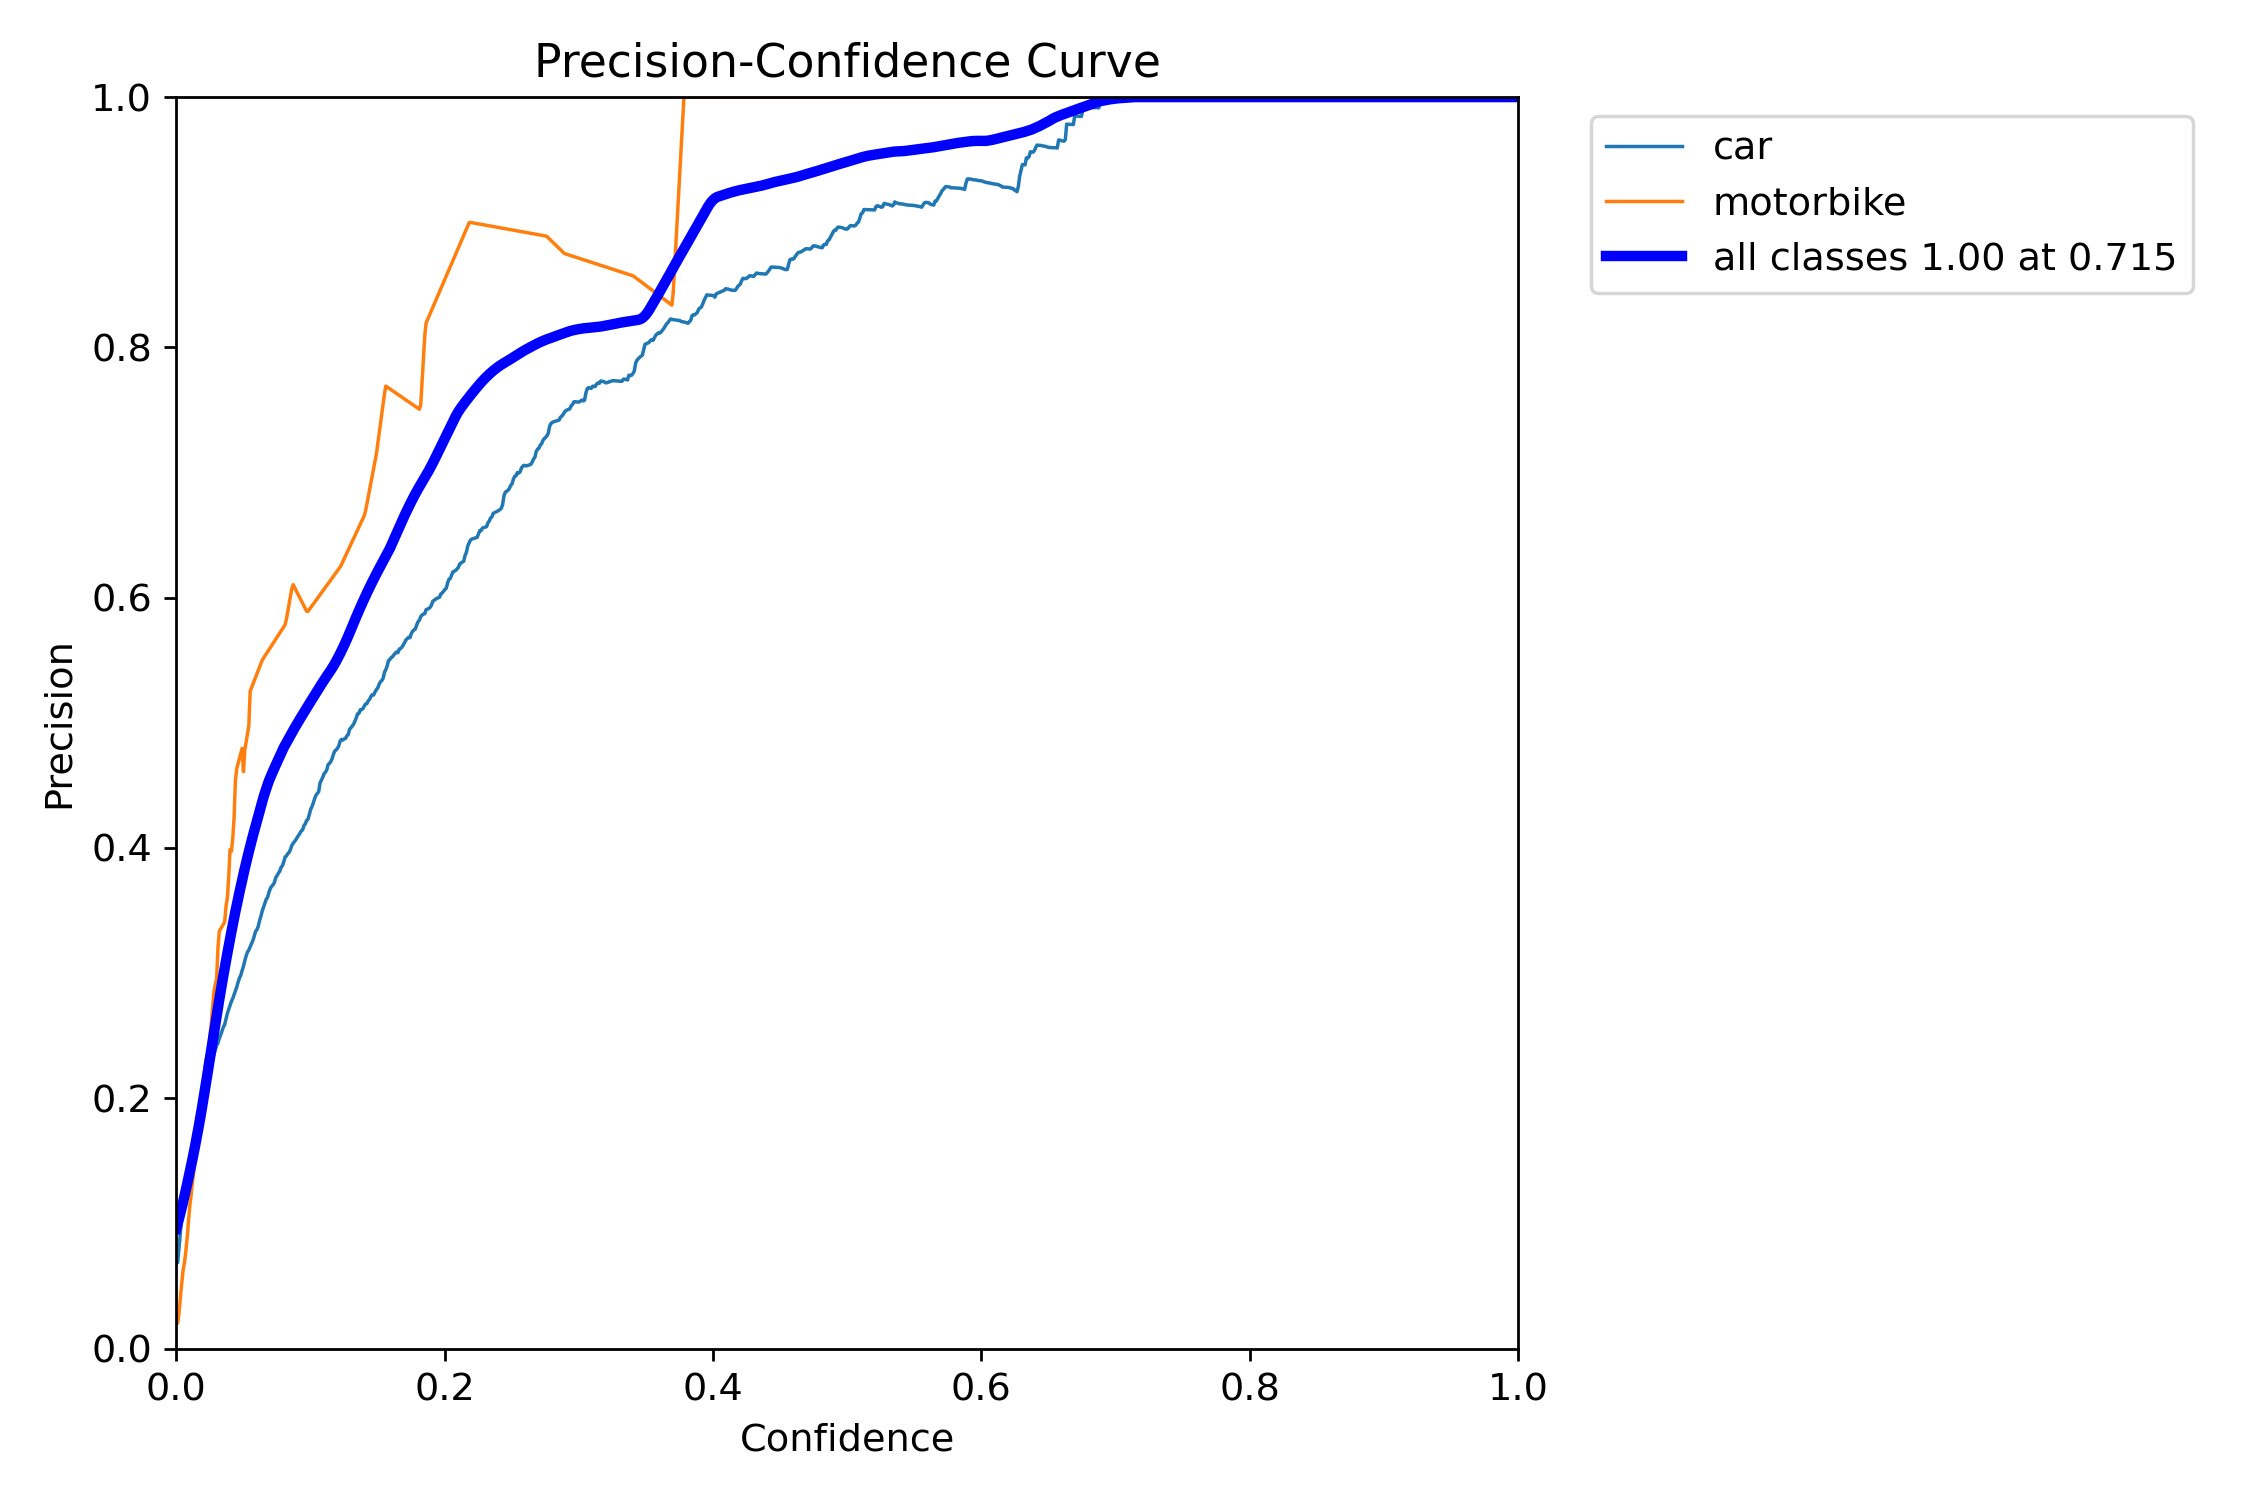 Precision-Confidence Curve
1.0
0.8
0.6
0.4
0.2
0.0
Precision
0.0 0.2 0.4 0.6 0.8 1.0
Confidence
car
motorbike
all classes 1.00 at 0.715